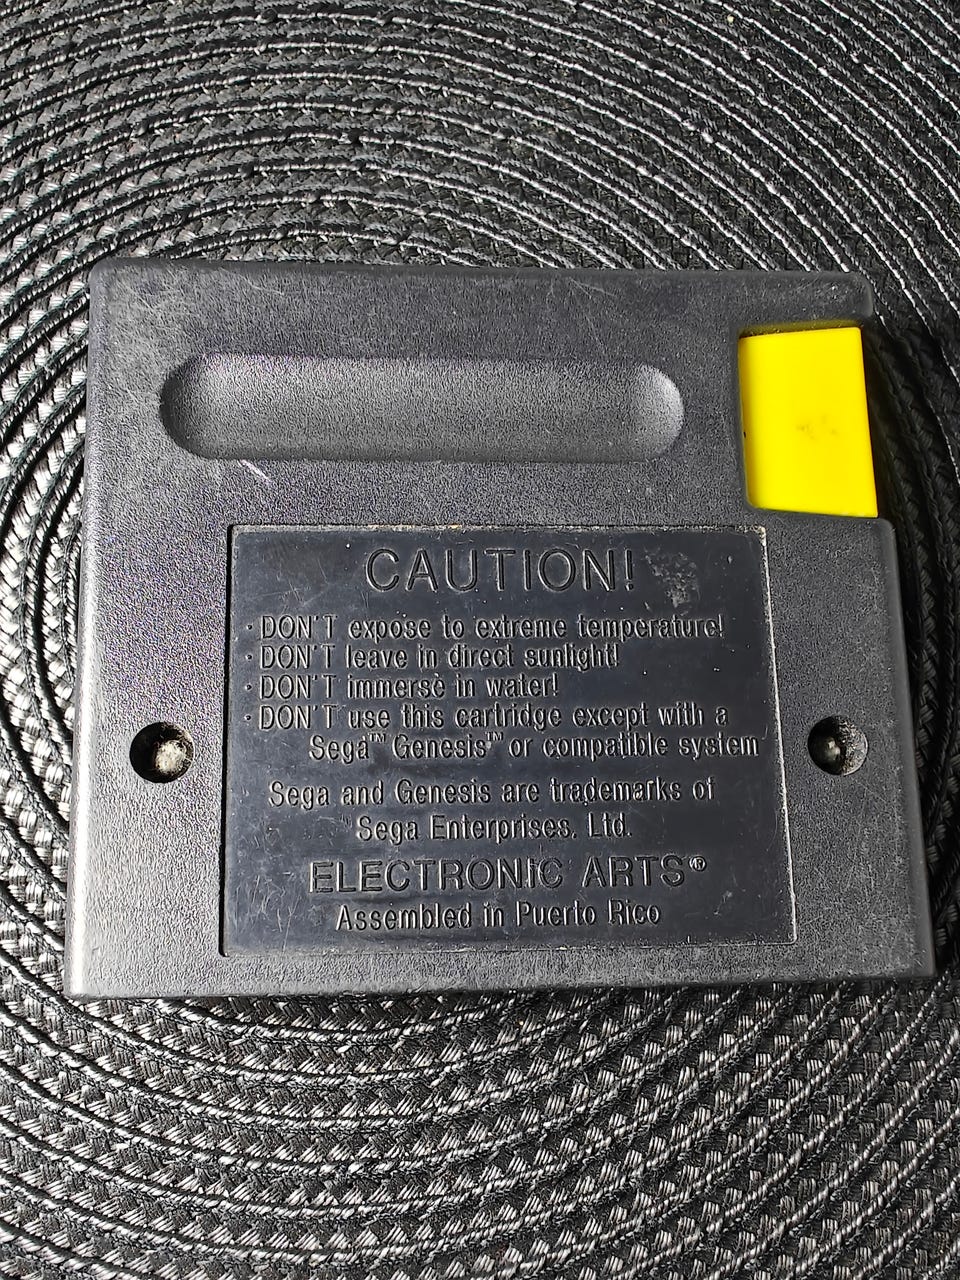 CAUTION!
· DON'T expose to extreme temperature!
· DON'T leave in direct sunlight!
· DON'T immerse in water!
· DON'T use this cartridge except with a
Sega™ Genesis™ or compatible system
Sega and Genesis are trademarks of
Sega Enterprises, Ltd.
ELECTRONIC ARTS®
Assembled in Puerto Rico